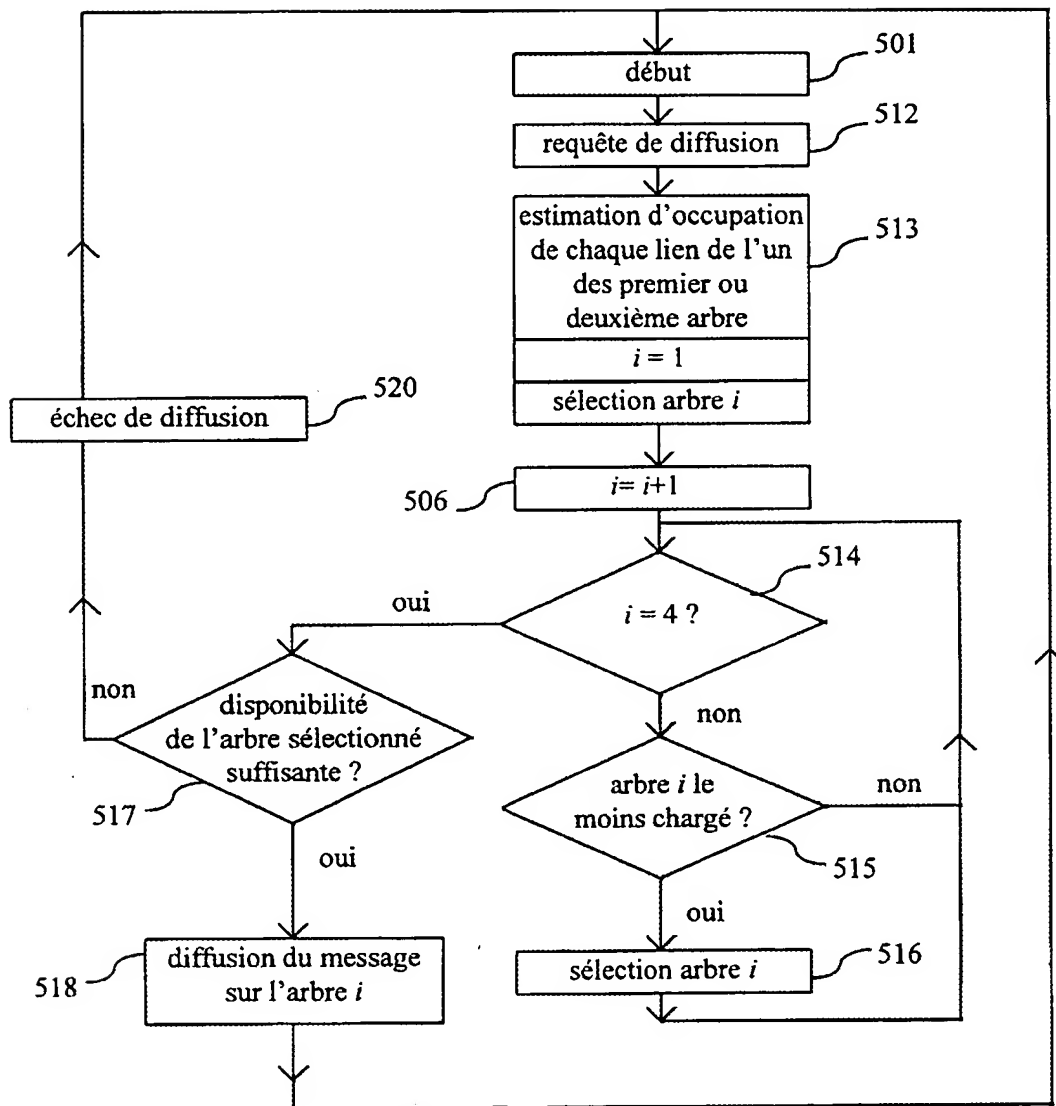 501
début
512
requête de diffusion
513
estimation d'occupation
de chaque lien de l'un
des premier ou
deuxième arbre
i = 1
sélection arbre i
520
échec de diffusion
506
i= i+1
514
i = 4 ?
oui
non
disponibilité
de l'arbre sélectionné
suffisante ?
517
non
arbre i le
moins chargé ?
non
515
oui
oui
518
diffusion du message
sur l'arbre i
516
sélection arbre i